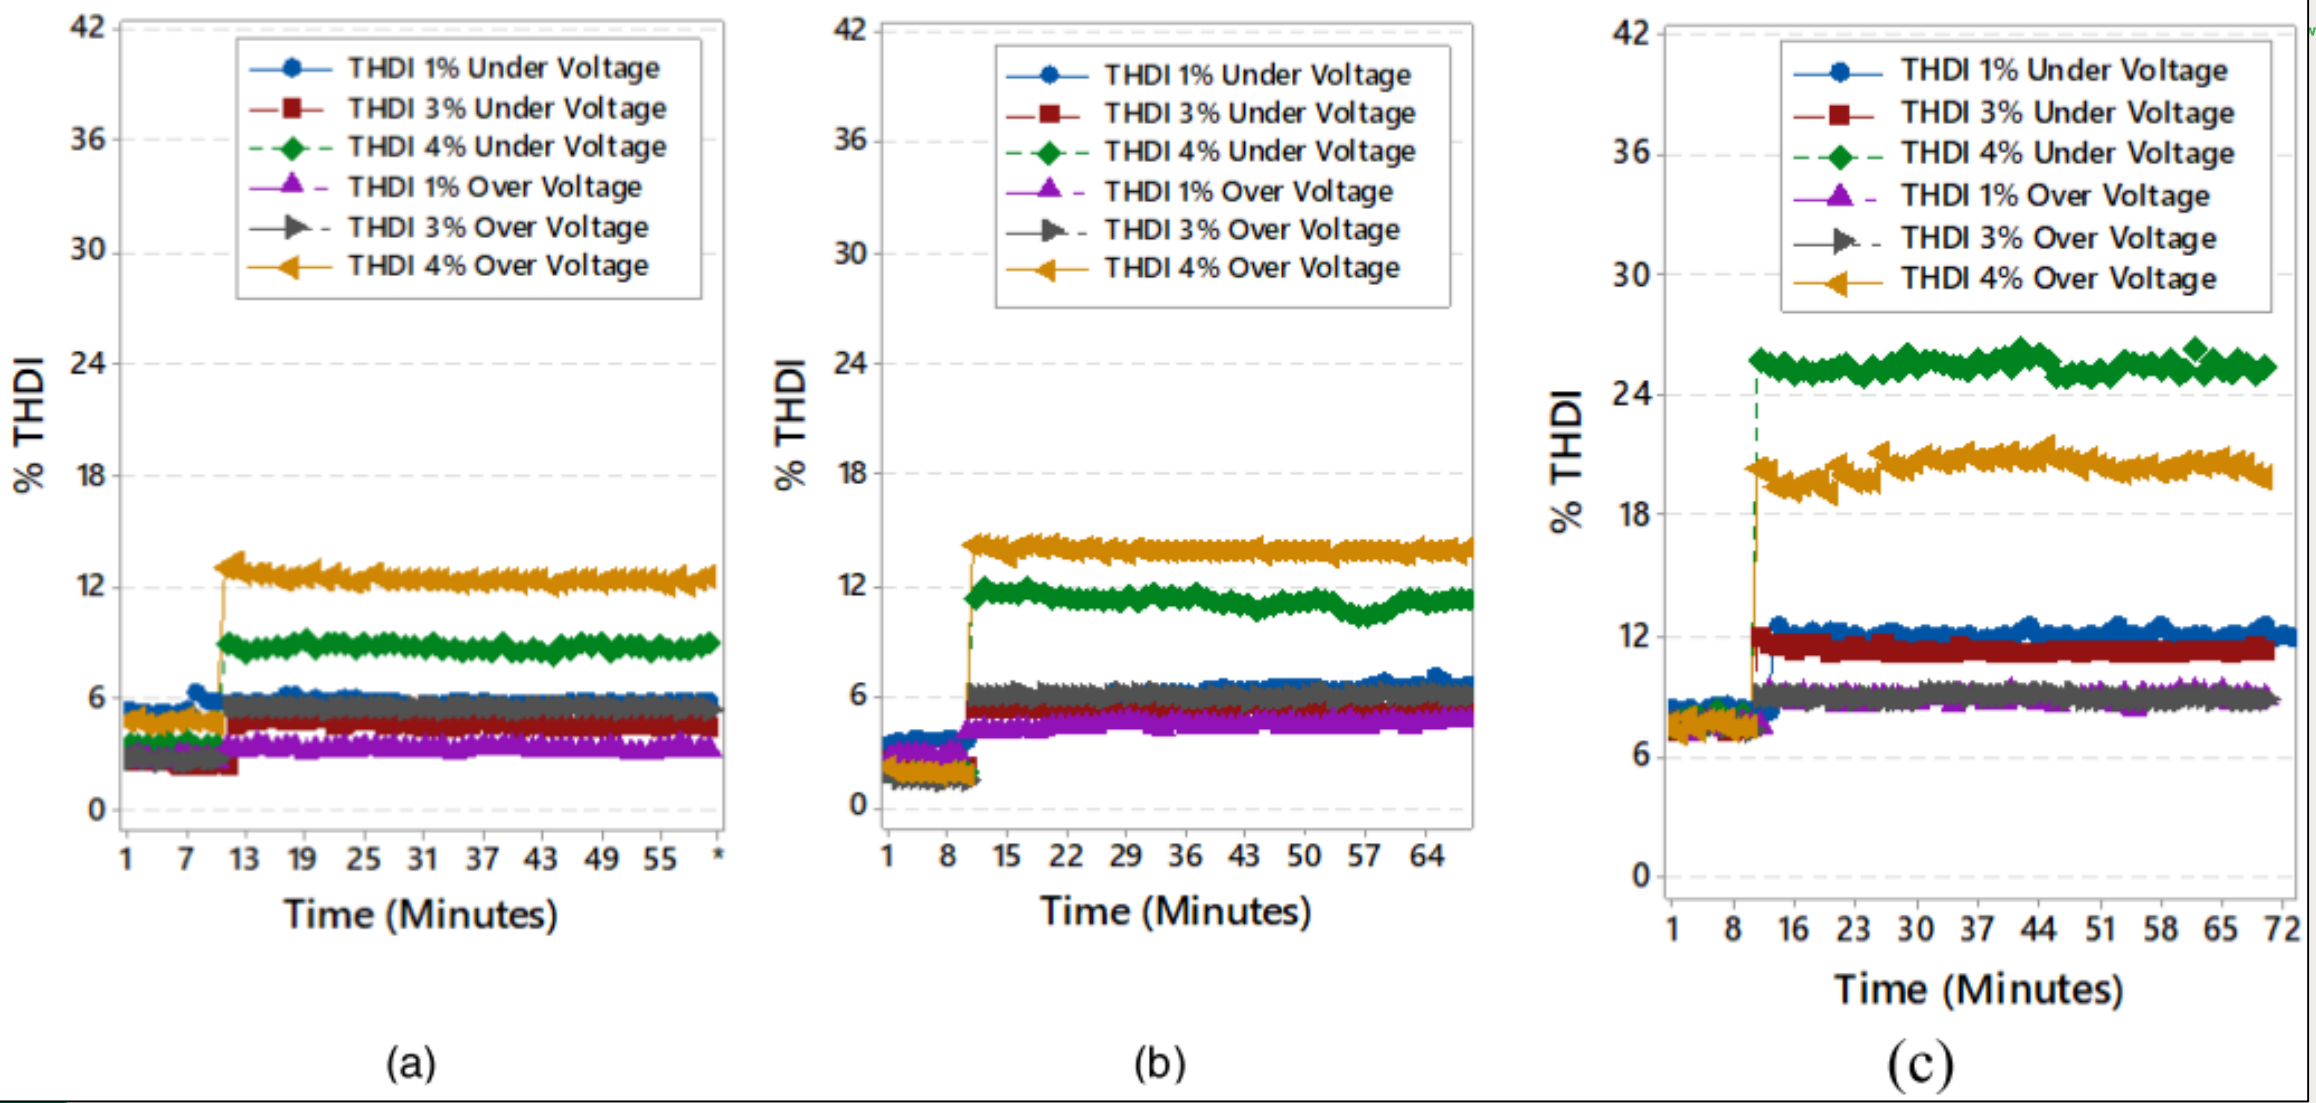 % THDI
42
36
30
24
18
12
6
0
THDI 1% Under Voltage
THDI 3% Under Voltage
THDI 4% Under Voltage
THDI 1% Over Voltage
THDI 3% Over Voltage
THDI 4% Over Voltage
1 7 13 19 25 31 37 43 49 55 *
Time (Minutes)
(a)
% THDI
42
36
30
24
18
12
6
0
THDI 1% Under Voltage
THDI 3% Under Voltage
THDI 4% Under Voltage
THDI 1% Over Voltage
THDI 3% Over Voltage
THDI 4% Over Voltage
1 8 15 22 29 36 43 50 57 64
Time (Minutes)
(b)
% THDI
42
36
30
24
18
12
6
0
THDI 1% Under Voltage
THDI 3% Under Voltage
THDI 4% Under Voltage
THDI 1% Over Voltage
THDI 3% Over Voltage
THDI 4% Over Voltage
1 8 16 23 30 37 44 51 58 65 72
Time (Minutes)
(c)